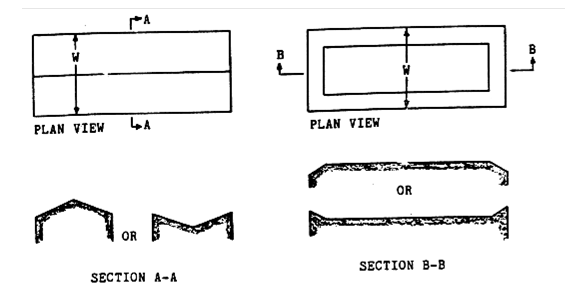 A
B
B
W
W
A
PLAN VIEW
PLAN VIEW
OR
OR
SECTION A-A
SECTION B-B